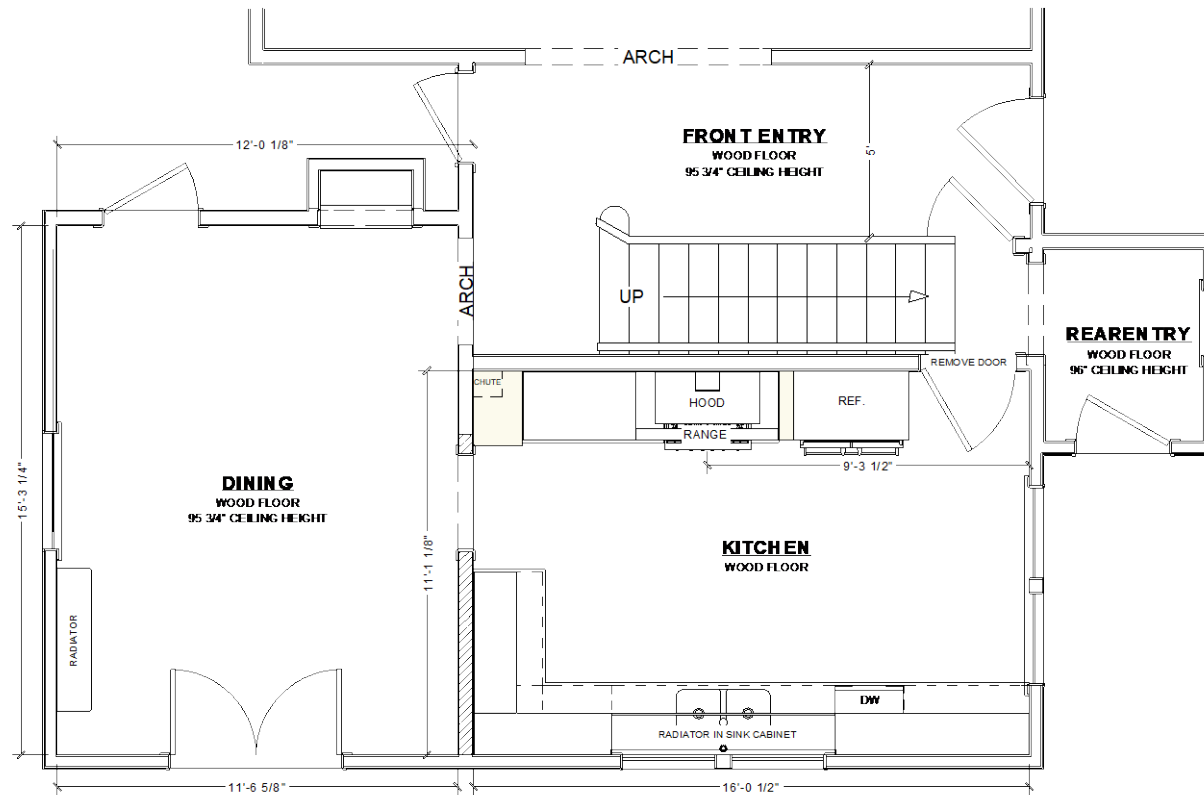 ARCH
FRONT ENTRY
WOOD FLOOR
95 3/4" CEILING HEIGHT
12'-0 1/8"
5'
ARCH
UP
REARENTRY
WOOD FLOOR
96" CEILING HEIGHT
REMOVE DOOR
CHUTE
HOOD
RANGE
REF.
9'-3 1/2"
15'-3 1/4"
DINING
WOOD FLOOR
95 3/4" CEILING HEIGHT
11'-1 1/8"
KITCHEN
WOOD FLOOR
RADIATOR
DW
RADIATOR IN SINK CABINET
11'-6 5/8"
16'-0 1/2"